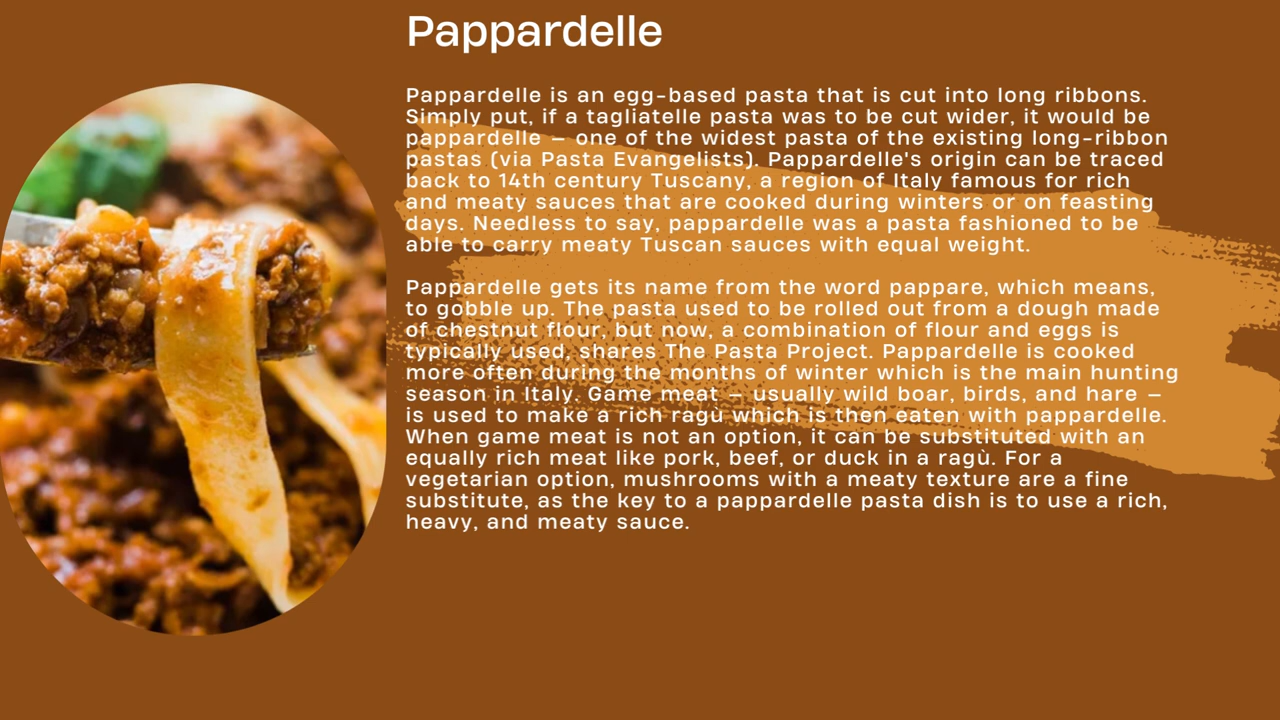 Pappardelle
Pappardelle is an egg-based pasta that is cut into long ribbons.
Simply put, if a tagliatelle pasta was to be cut wider, it would be
pappardelle — one of the widest pasta of the existing long-ribbon
pastas (via Pasta Evangelists). Pappardelle's origin can be traced
back to 14th century Tuscany, a region of Italy famous for rich
and meaty sauces that are cooked during winters or on feasting
days. Needless to say, pappardelle was a pasta fashioned to be
able to carry meaty Tuscan sauces with equal weight.
Pappardelle gets its name from the word pappare, which means,
to gobble up. The pasta used to be rolled out from a dough made
of chestnut flour, but now, a combination of flour and eggs is
typically used, shares The Pasta Project. Pappardelle is cooked
more often during the months of winter which is the main hunting
season in Italy. Game meat — usually wild boar, birds, and hare —
is used to make a rich ragù which is then eaten with pappardelle.
When game meat is not an option, it can be substituted with an
equally rich meat like pork, beef, or duck in a ragù. For a
vegetarian option, mushrooms with a meaty texture are a fine
substitute, as the key to a pappardelle pasta dish is to use a rich,
heavy, and meaty sauce.